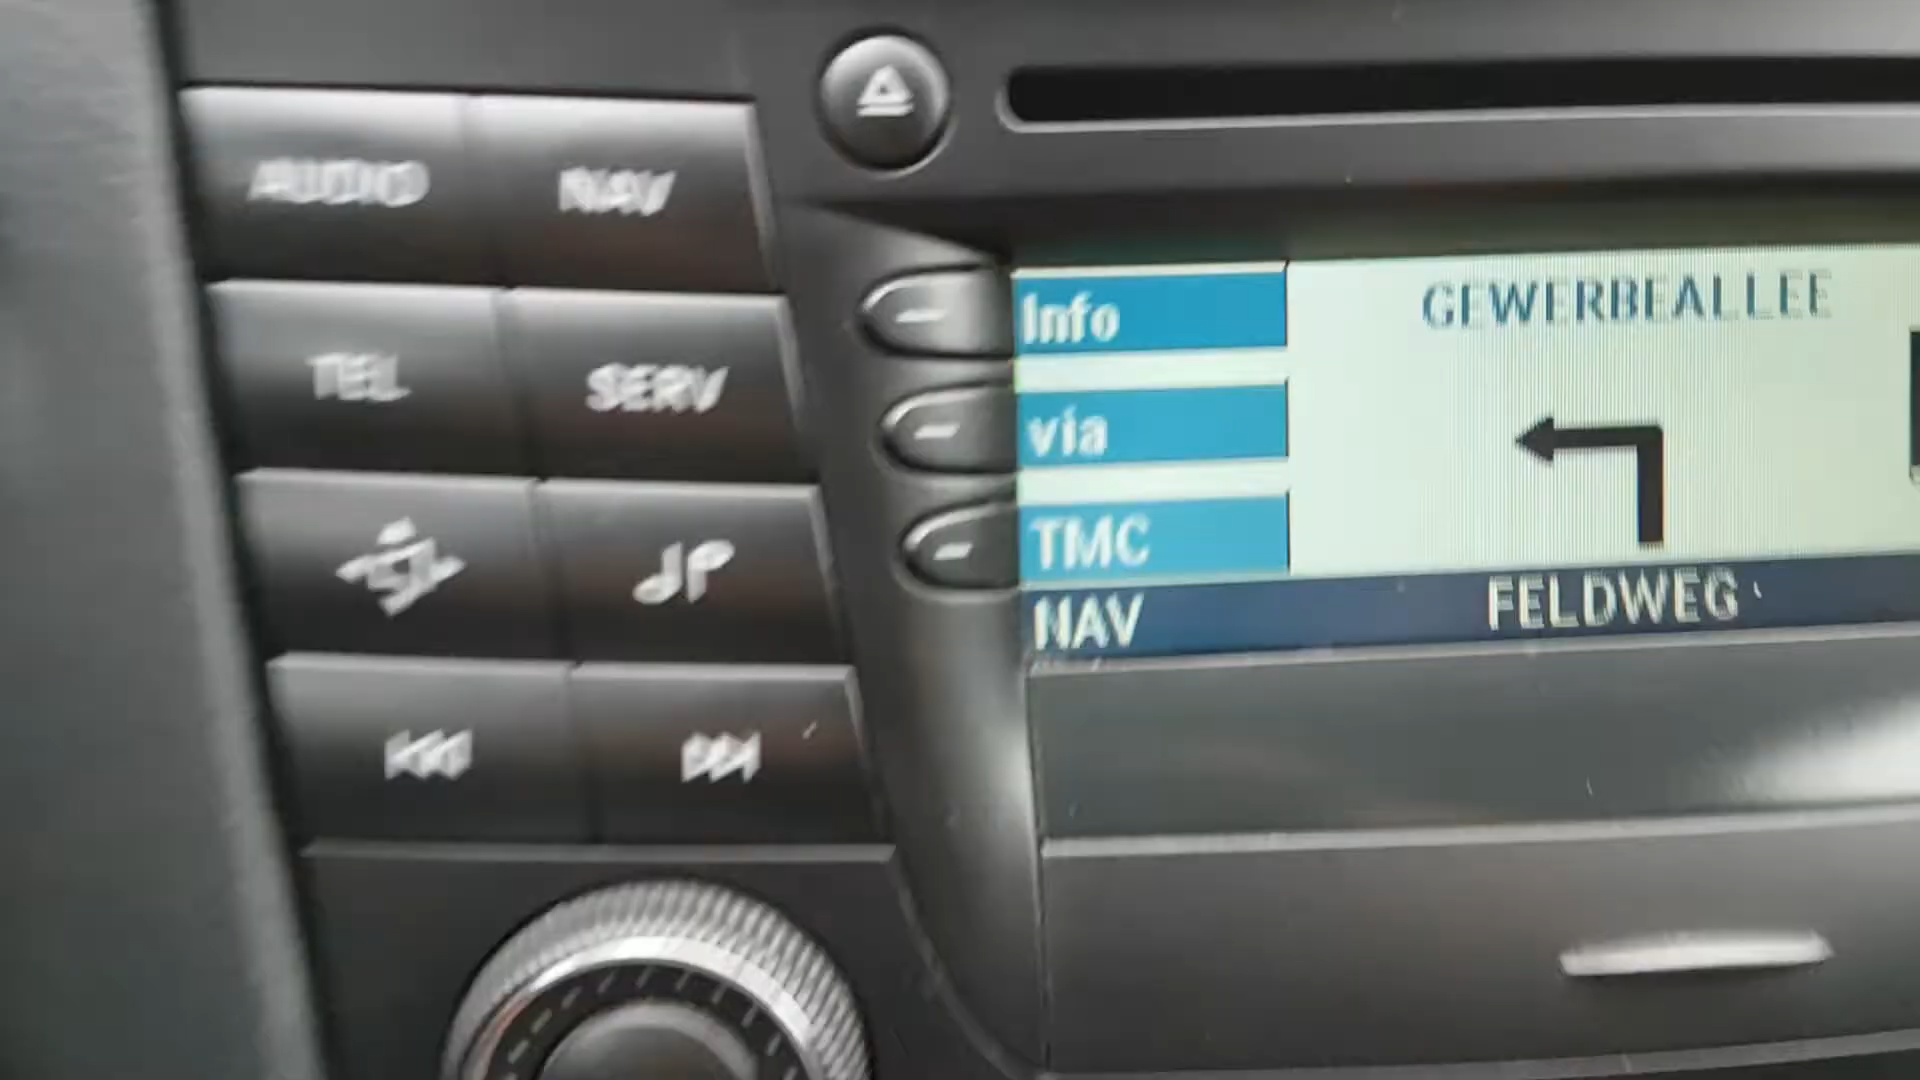 AUDIO NAV
TEL SERV
Info
via
TMC
GEWERBEALLEE
NAV FELDWEG